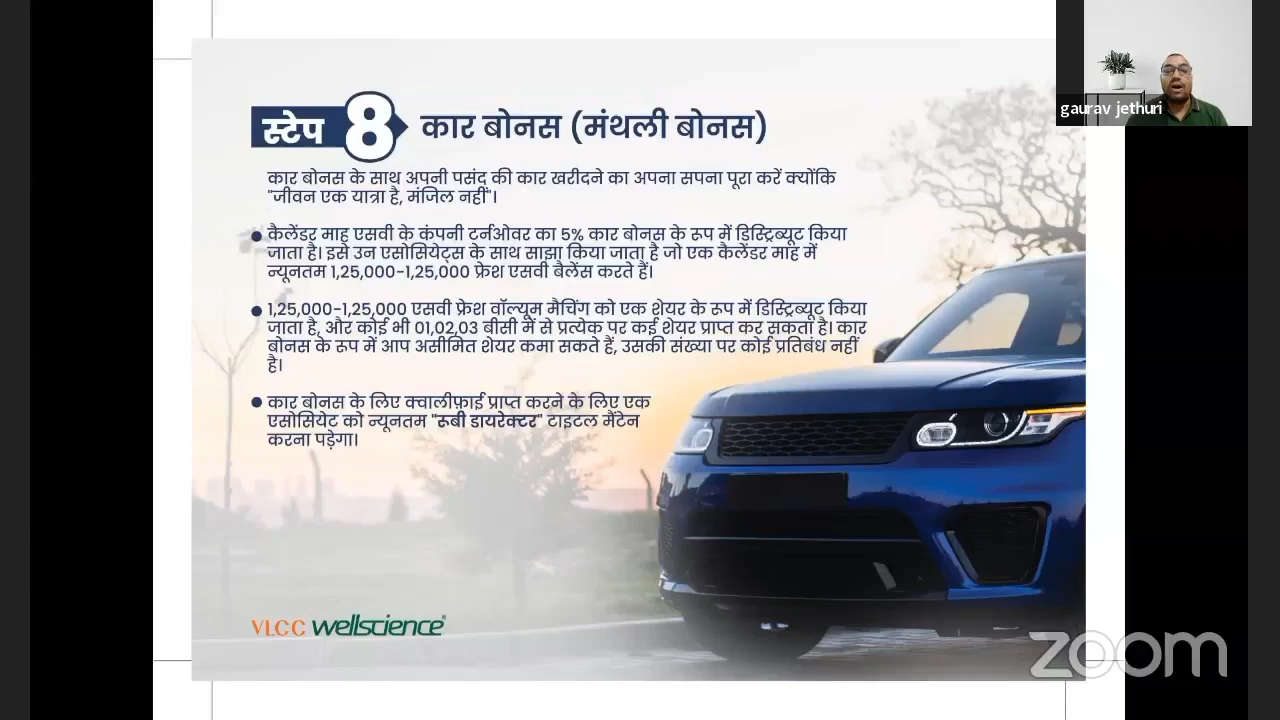 gaurav jethuri
स्टेप 8 कार बोनस (मंथली बोनस)
कार बोनस के साथ अपनी पसंद की कार खरीदने का अपना सपना पूरा करें क्योंकि
"जीवन एक यात्रा है, मंजिल नहीं"।
कैलेंडर माह एसवी के कंपनी टर्नओवर का 5% कार बोनस के रूप में डिस्ट्रिब्यूट किया
जाता है। इसे उन एसोसियेट्स के साथ साझा किया जाता है जो एक कैलेंडर माह में
न्यूनतम 1,25,000-1,25,000 फ्रेश एसवी बैलेंस करते हैं।
1,25,000-1,25,000 एसवी फ्रेश वॉल्यूम मैचिंग को एक शेयर के रूप में डिस्ट्रिब्यूट किया
जाता है, और कोई भी 01,02,03 बीसी में से प्रत्येक पर कई शेयर प्राप्त कर सकता है। कार
बोनस के रूप में आप असीमित शेयर कमा सकते हैं, उसकी संख्या पर कोई प्रतिबंध नहीं
है।
कार बोनस के लिए क्वालीफ़ाई प्राप्त करने के लिए एक
एसोसियेट को न्यूनतम "रूबी डायरेक्टर" टाइटल मैंटेन
करना पड़ेगा।
VLCC wellscience®
zoom